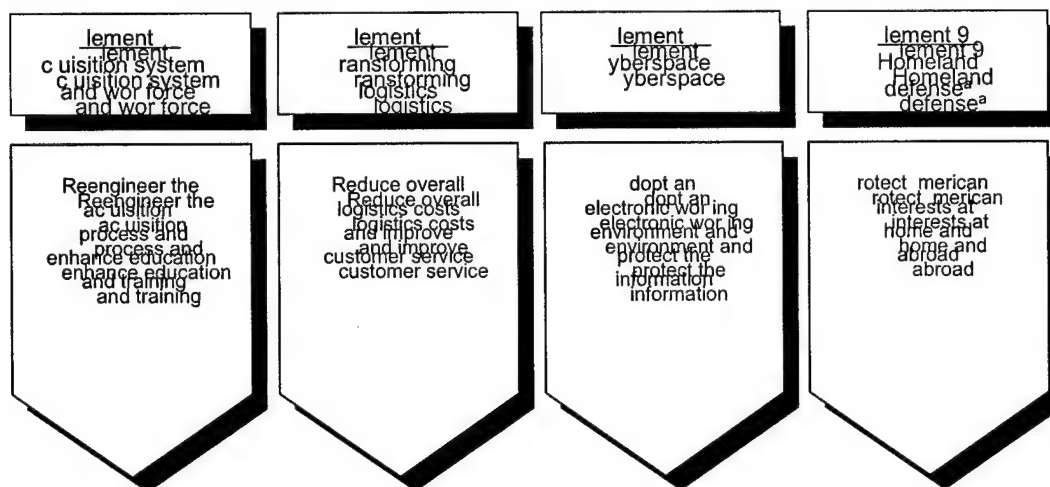 lement
c uisition system
and wor force
lement
ransforming
logistics
lement
yberspace
lement 9
Homeland
defenseª
Reengineer the
ac uisition
process and
enhance education
and training
Reduce overall
logistics costs
and improve
customer service
dopt an
electronic wor ing
environment and
protect the
information
rotect merican
interests at
home and
abroad